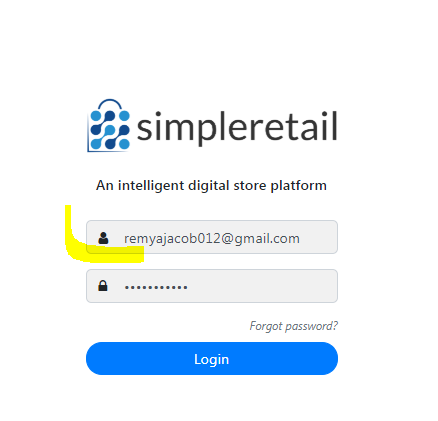 simpleretail
An intelligent digital store platform
remyajacob012@gmail.com
•••••••••••
Forgot password?
Login